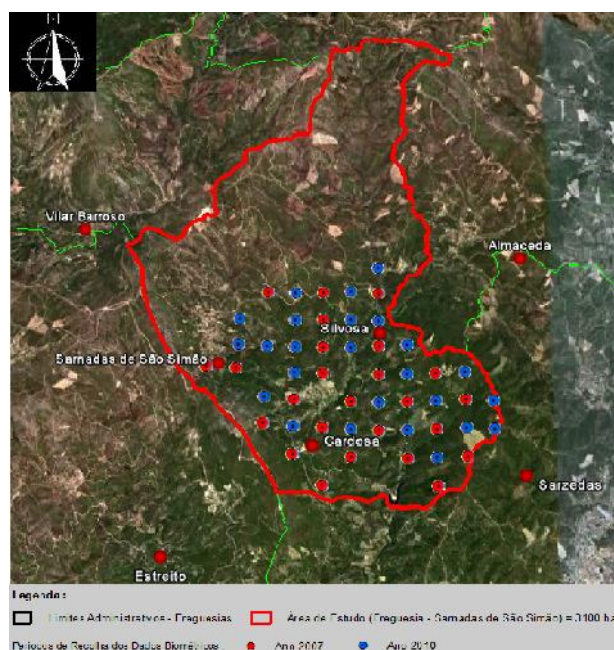 Vilar Barroso
Almaceda
Silvosa
Sarnadas de São Simão
Cardosa
Sarzedas
Estreito
Legenda:
Limites Administrativos - Freguesias
Área de Estudo (Freguesia - Sarnadas de São Simão) = 3100 ha
Períodos de Recolha dos Dados Biométricos:
Ano 2007
Ano 2010